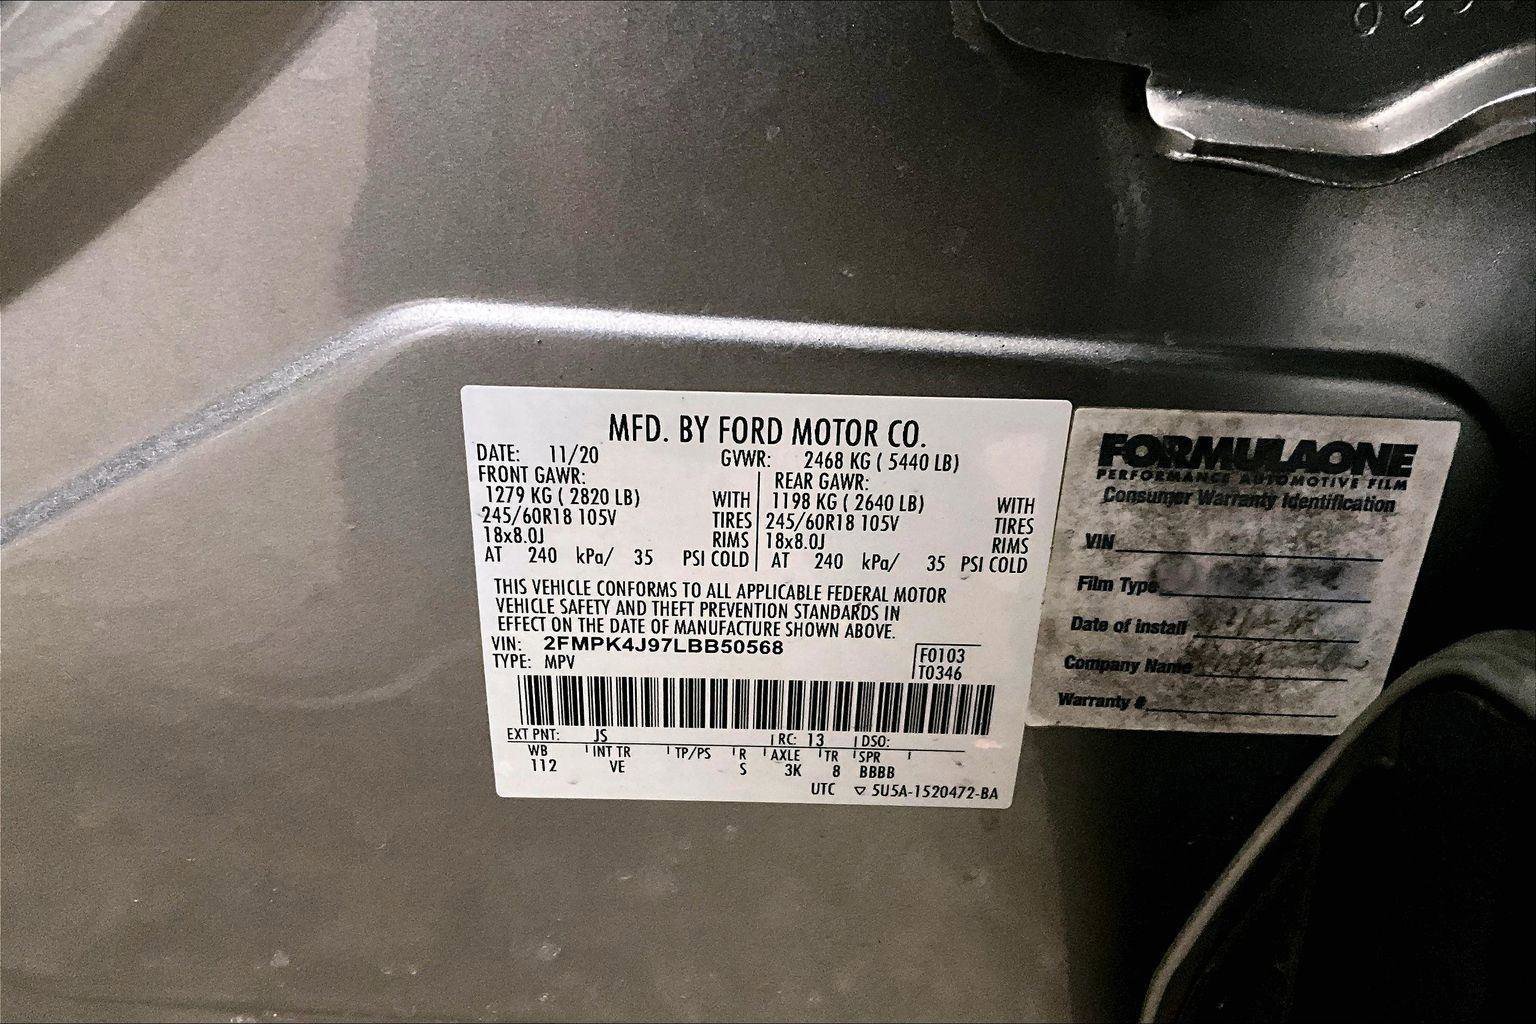 MFD. BY FORD MOTOR CO.
DATE: 11/20 GVWR: 2468 KG ( 5440 LB)
FRONT GAWR: REAR GAWR:
1279 KG ( 2820 LB) WITH 1198 KG ( 2640 LB) WITH
245/60R18 105V TIRES 245/60R18 105V TIRES
18x8.0J RIMS 18x8.0J RIMS
AT 240 kPa/ 35 PSI COLD AT 240 kPa/ 35 PSI COLD
THIS VEHICLE CONFORMS TO ALL APPLICABLE FEDERAL MOTOR
VEHICLE SAFETY AND THEFT PREVENTION STANDARDS IN
EFFECT ON THE DATE OF MANUFACTURE SHOWN ABOVE.
VIN: 2FMPK4J97LBB50568
TYPE: MPV
F0103
T0346
EXT PNT: JS RC: 13 DSO:
WB INT TR TP/PS R AXLE TR SPR
112 VE S 3K 8 BBBB
UTC ▽ 5U5A-1520472-BA
FORMULAONE
PERFORMANCE AUTOMOTIVE FILM
Consumer Warranty Identification
VIN
Film Type
Date of install
Company Name
Warranty #